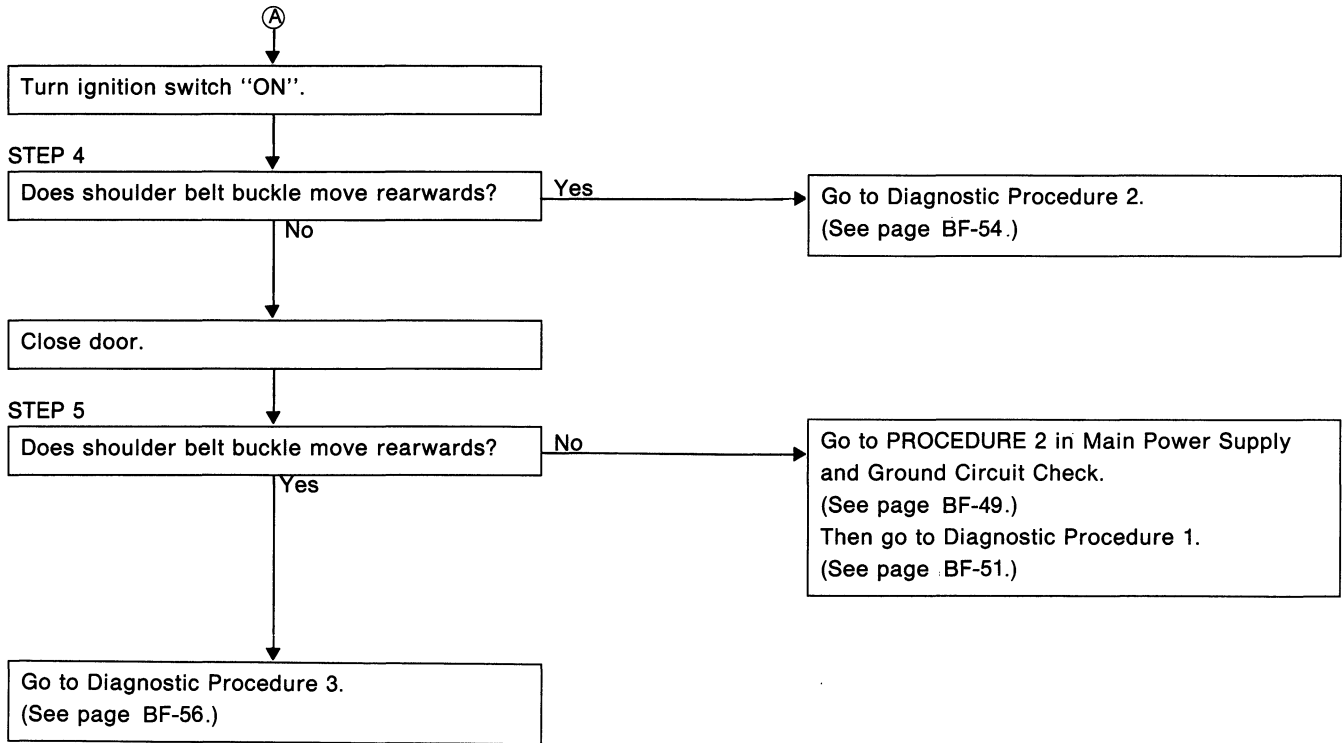 A
Turn ignition switch "ON".
STEP 4
Does shoulder belt buckle move rearwards?
Yes
Go to Diagnostic Procedure 2.
(See page BF-54.)
No
Close door.
STEP 5
Does shoulder belt buckle move rearwards?
No
Go to PROCEDURE 2 in Main Power Supply
and Ground Circuit Check.
(See page BF-49.)
Then go to Diagnostic Procedure 1.
(See page BF-51.)
Yes
Go to Diagnostic Procedure 3.
(See page BF-56.)